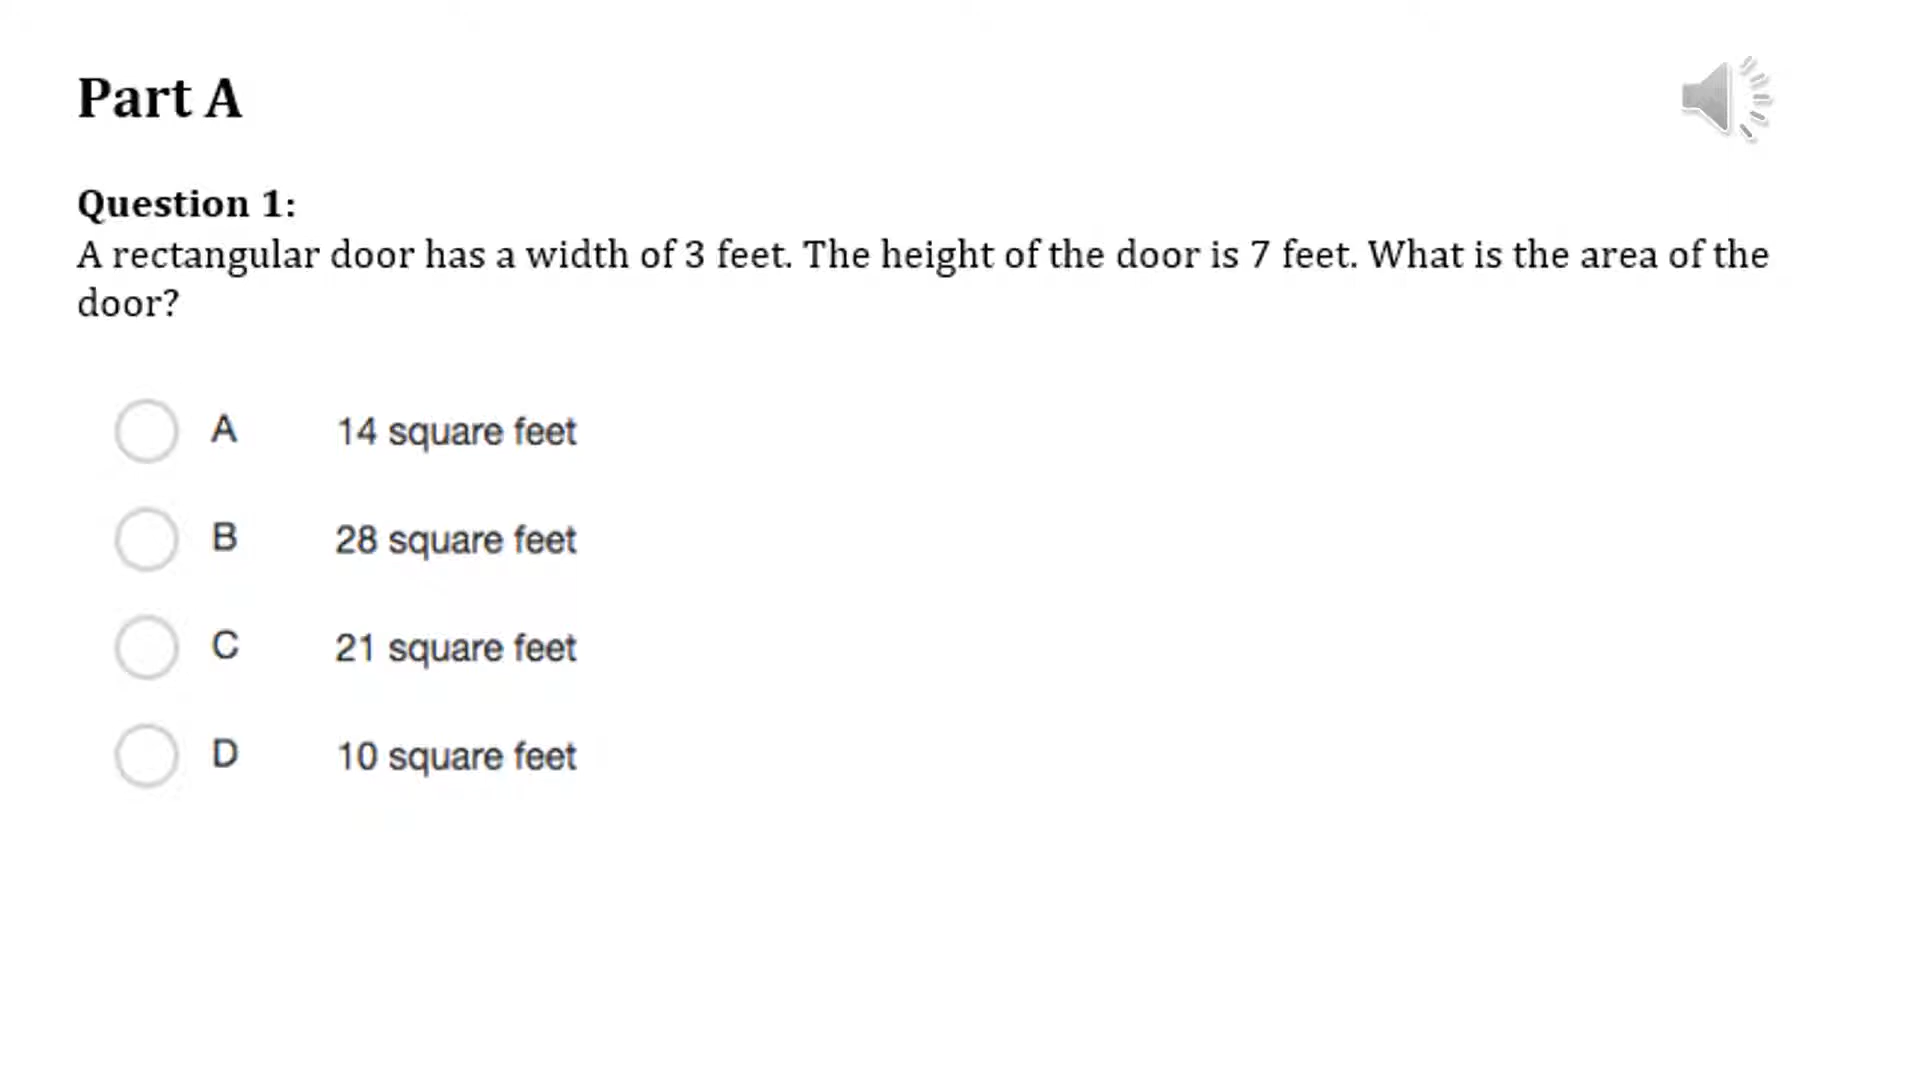 Part A
Question 1:
A rectangular door has a width of 3 feet. The height of the door is 7 feet. What is the area of the
door?
A 14 square feet
B 28 square feet
C 21 square feet
D 10 square feet